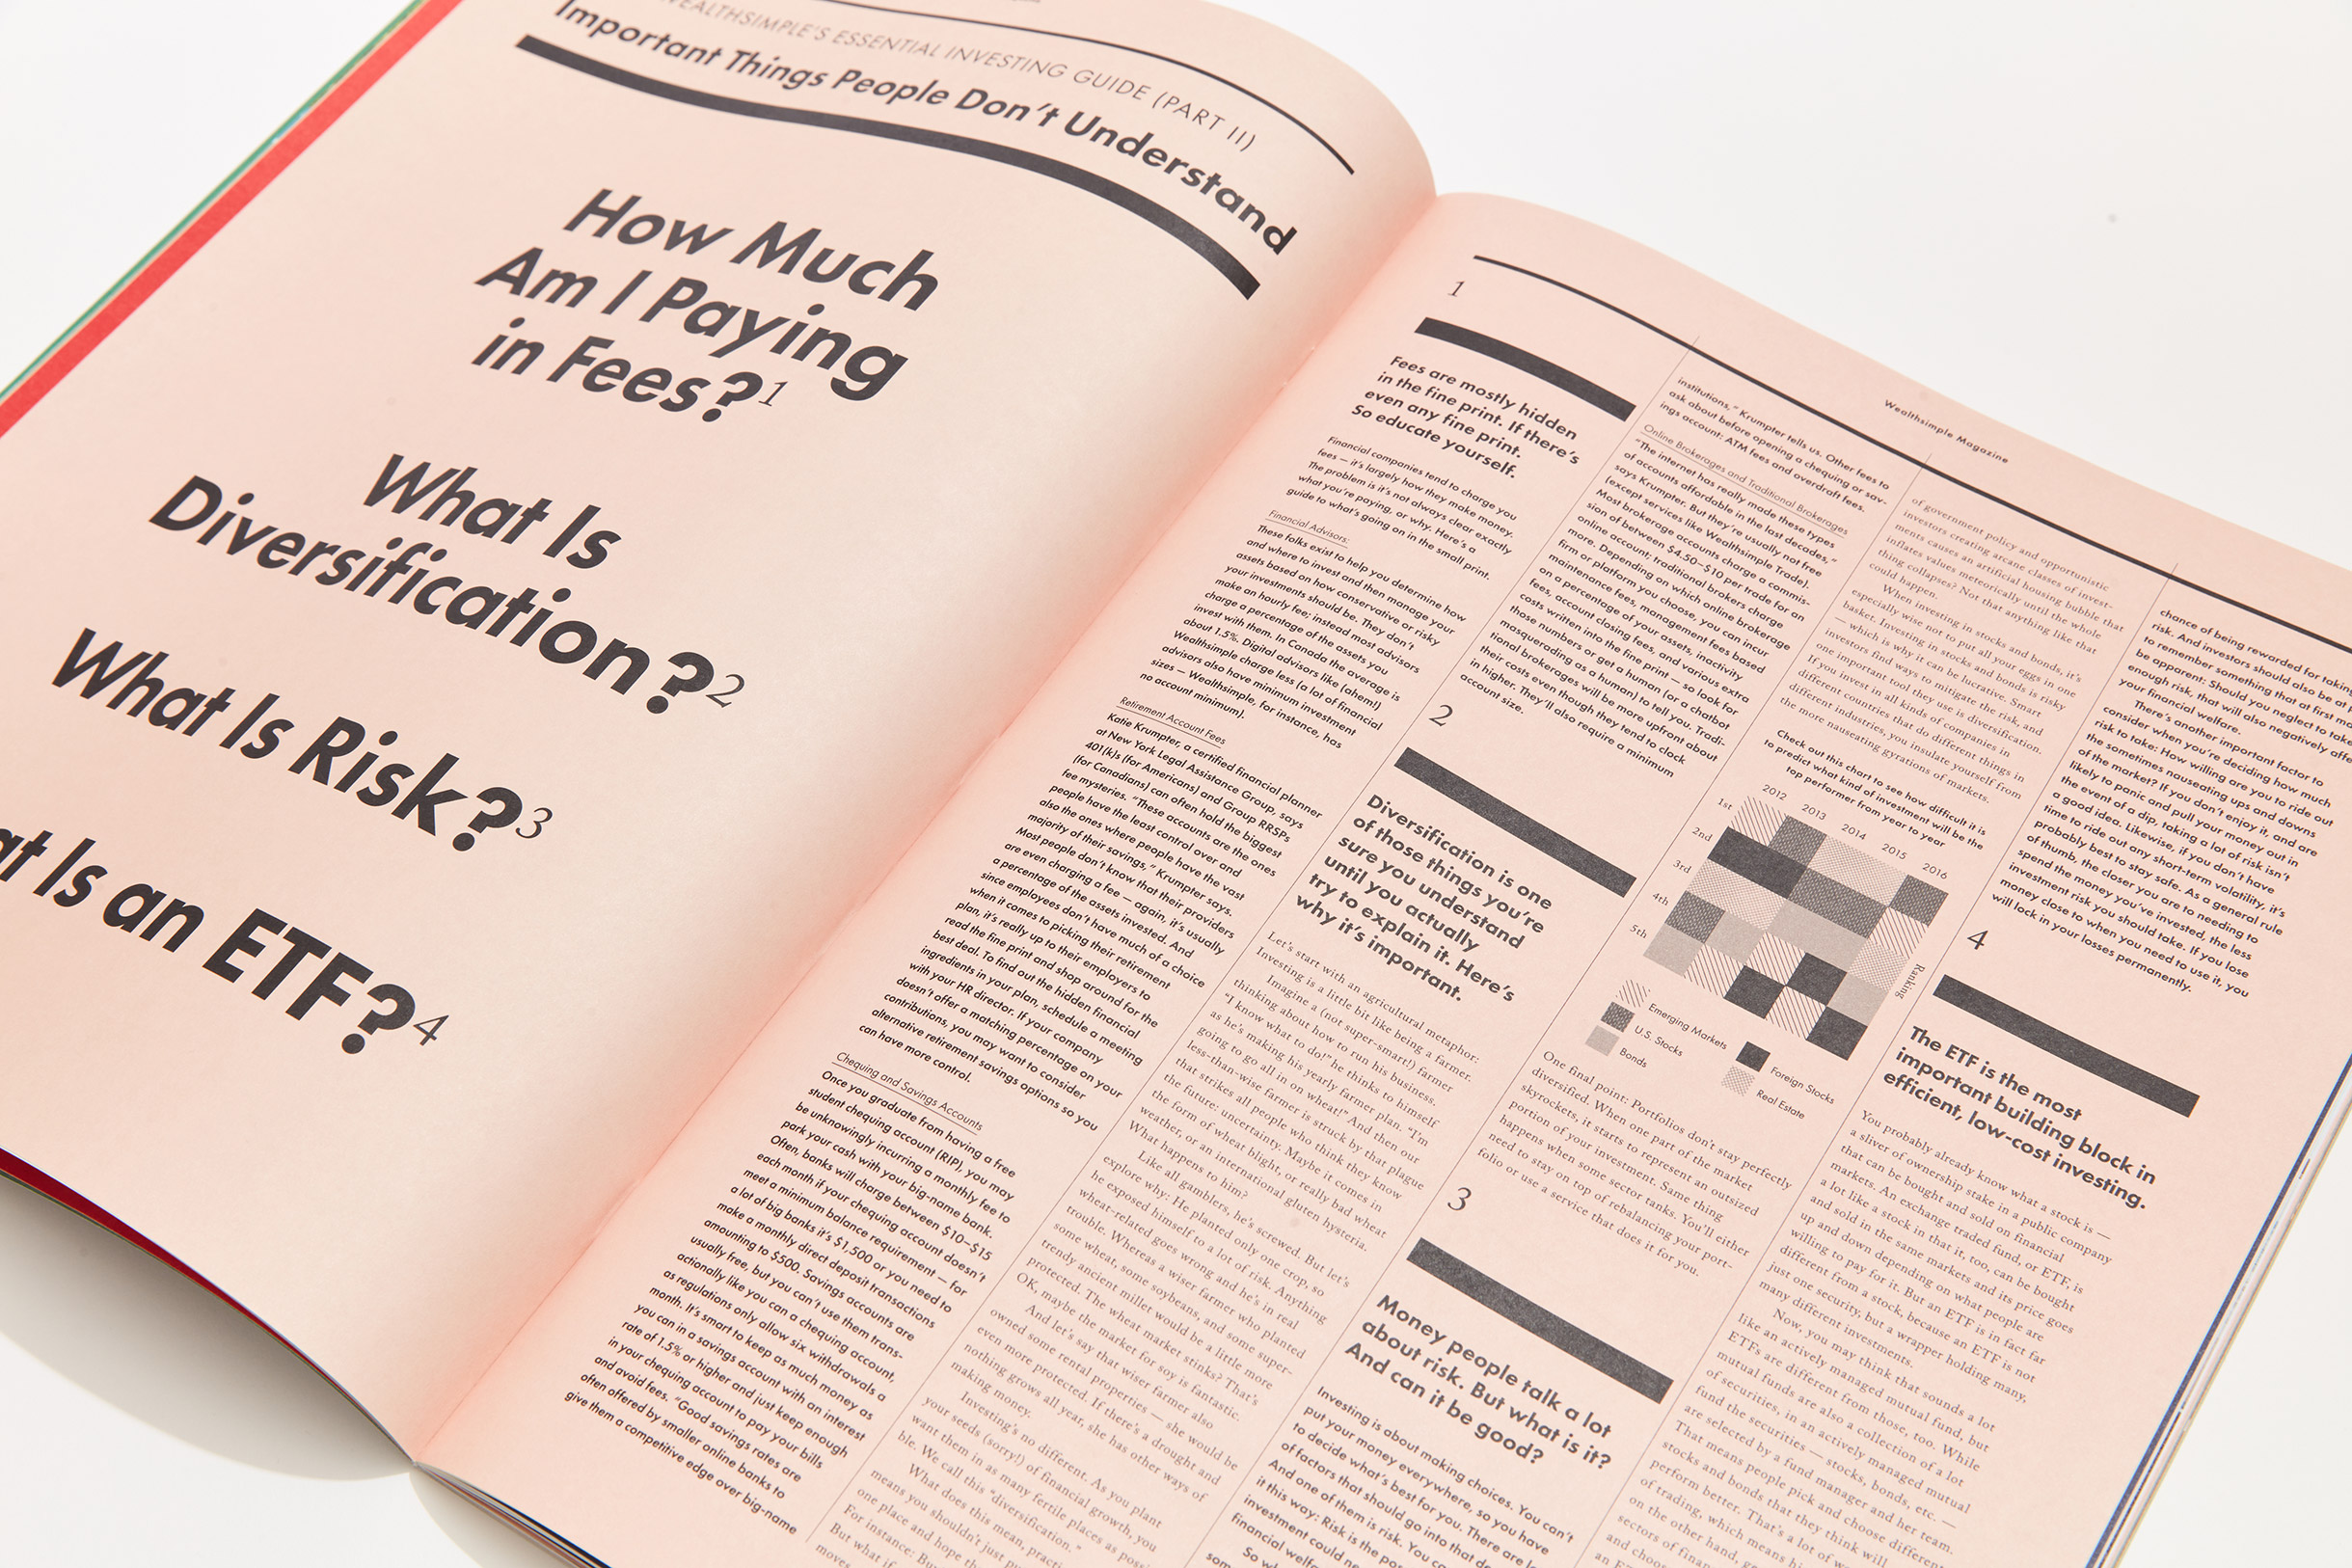 WEALTHSIMPLE'S ESSENTIAL INVESTING GUIDE (PART II)
Important Things People Don't Understand
How Much
Am I Paying
in Fees?1
What Is
Diversification?2
What Is Risk?3
Is an ETF?4
Wealthsimple Magazine
1
Fees are mostly hidden
in the fine print. If there's
even any fine print.
So educate yourself.
Financial companies tend to charge you
fees — it's largely how they make money.
The problem is it's not always clear exactly
what you're paying, or why. Here's a
guide to what's going on in the small print.
Financial Advisors:
These folks exist to help you determine how
and where to invest and then manage your
assets based on how conservative or risky
your investments should be. They don't
make an hourly fee; instead most advisors
charge a percentage of the assets you
invest with them. In Canada the average is
about 1.5%. Digital advisors like (ahem!)
Wealthsimple charge less (a lot of financial
advisors also have minimum investment
sizes — Wealthsimple, for instance, has
no account minimum).
Retirement Account Fees
Katie Krumpter, a certified financial planner
at New York Legal Assistance Group, says
401(k)s (for Americans) and Group RRSPs
(for Canadians) can often hold the biggest
fee mysteries. "These accounts are the ones
people have the least control over and
also the ones where people have the vast
majority of their savings," Krumpter says.
Most people don't know that their providers
are even charging a fee — again, it's usually
a percentage of the assets invested. And
since employees don't have much of a choice
when it comes to picking their retirement
plan, it's really up to their employers to
read the fine print and shop around for the
best deal. To find out the hidden financial
ingredients in your plan, schedule a meeting
with your HR director. If your company
doesn't offer a matching percentage on your
contributions, you may want to consider
alternative retirement savings options so you
can have more control.
Chequing and Savings Accounts
Once you graduate from having a free
student chequing account (RIP), you may
be unknowingly incurring a monthly fee to
park your cash with your big-name bank.
Often, banks will charge between $10–$15
each month if your chequing account doesn't
meet a minimum balance requirement — for
a lot of big banks it's $1,500 or you need to
make a monthly direct deposit transactions
amounting to $500. Savings accounts are
usually free, but you can't use them trans-
actionally like you can a chequing account,
as regulations only allow six withdrawals a
month. It's smart to keep as much money as
you can in a savings account with an interest
rate of 1.5% or higher and just keep enough
in your chequing account to pay your bills
and avoid fees. "Good savings rates are
often offered by smaller online banks to
give them a competitive edge over big-name
institutions," Krumpter tells us. Other fees to
ask about before opening a chequing or sav-
ings account: ATM fees and overdraft fees.
Online Brokerages and Traditional Brokerages
"The internet has really made these types
of accounts affordable in the last decades,"
says Krumpter. But they're usually not free
(except services like Wealthsimple Trade).
Most brokerage accounts charge a commis-
sion of between $4.50–$10 per trade for an
online account; traditional brokers charge
more. Depending on which online brokerage
firm or platform you choose, you can incur
maintenance fees, management fees based
on a percentage of your assets, inactivity
fees, account closing fees, and various extra
costs written into the fine print — so look for
those numbers or get a human (or a chatbot
masquerading as a human) to tell you. Tradi-
tional brokerages will be more upfront about
their costs even though they tend to clock
in higher. They'll also require a minimum
account size.
2
Diversification is one
of those things you're
sure you understand
until you actually
try to explain it. Here's
why it's important.
Let's start with an agricultural metaphor:
Investing is a little bit like being a farmer.
Imagine a (not super-smart!) farmer
thinking about how to run his business.
"I know what to do!" he thinks to himself
as he's making his yearly farmer plan. "I'm
going to go all in on wheat!" And then our
less-than-wise farmer is struck by that plague
that strikes all people who think they know
the future: uncertainty. Maybe it comes in
the form of wheat blight, or really bad wheat
weather, or an international gluten hysteria.
What happens to him?
Like all gamblers, he's screwed. But let's
explore why: He planted only one crop, so
he exposed himself to a lot of risk. Anything
wheat-related goes wrong and he's in real
trouble. Whereas a wiser farmer who planted
some wheat, some soybeans, and some super-
trendy ancient millet would be a little more
protected. The wheat market stinks? That's
OK, maybe the market for soy is fantastic.
And let's say that wiser farmer also
owned some rental properties — she would be
even more protected. If there's a drought and
nothing grows all year, she has other ways of
making money.
Investing's no different. As you plant
your seeds (sorry!) of financial growth, you
want them in as many fertile places as possi-
ble. We call this "diversification."
What does this mean, practi
means you shouldn't just pu
one place and hope th
For instance: Bu
But what if
moves
of government policy and opportunistic
investors creating arcane classes of invest-
ments causes an artificial housing bubble that
inflates values meteorically until the whole
thing collapses? Not that anything like that
could happen.
When investing in stocks and bonds, it's
especially wise not to put all your eggs in one
basket. Investing in stocks and bonds is risky
— which is why it can be lucrative. Smart
investors find ways to mitigate the risk, and
one important tool they use is diversification.
If you invest in all kinds of companies in
different countries that do different things in
different industries, you insulate yourself from
the more nauseating gyrations of markets.
Check out this chart to see how difficult it is
to predict what kind of investment will be the
top performer from year to year
2012 2013 2014 2015 2016
1st
2nd
3rd
4th
5th
Ranking
Emerging Markets
U.S. Stocks
Bonds
Foreign Stocks
Real Estate
One final point: Portfolios don't stay perfectly
diversified. When one part of the market
skyrockets, it starts to represent an outsized
portion of your investment. Same thing
happens when some sector tanks. You'll either
need to stay on top of rebalancing your port-
folio or use a service that does it for you.
3
Money people talk a lot
about risk. But what is it?
And can it be good?
Investing is about making choices. You can't
put your money everywhere, so you have
to decide what's best for you. There are lo
of factors that should go into that de
And one of them is risk. You ca
it this way: Risk is the pos
investment could ne
financial welfa
So wh
som
chance of being rewarded for taking
risk. And investors should also be able
to remember something that at first may
be apparent: Should you neglect to take
enough risk, that will also negatively affe
your financial welfare.
There's another important factor to
consider when you're deciding how much
risk to take: How willing are you to ride out
the sometimes nauseating ups and downs
of the market? If you don't enjoy it, and are
likely to panic and pull your money out in
the event of a dip, taking a lot of risk isn't
a good idea. Likewise, if you don't have
time to ride out any short-term volatility, it's
probably best to stay safe. As a general rule
of thumb, the closer you are to needing to
spend the money you've invested, the less
investment risk you should take. If you lose
money close to when you need to use it, you
will lock in your losses permanently.
4
The ETF is the most
important building block in
efficient, low-cost investing.
You probably already know what a stock is —
a sliver of ownership stake in a public company
that can be bought and sold on financial
markets. An exchange traded fund, or ETF, is
a lot like a stock in that it, too, can be bought
and sold in the same markets and its price goes
up and down depending on what people are
willing to pay for it. But an ETF is in fact far
different from a stock, because an ETF is not
just one security, but a wrapper holding many,
many different investments.
Now, you may think that sounds a lot
like an actively managed mutual fund, but
ETFs are different from those, too. While
mutual funds are also a collection of a lot
of securities, in an actively managed mutual
fund the securities — stocks, bonds, etc. —
are selected by a fund manager and her team.
That means people pick and choose different
stocks and bonds that they think will
perform better. That's a lot of w
of trading, which means hi
on the other hand, ge
sectors of finan
and choos
an ET